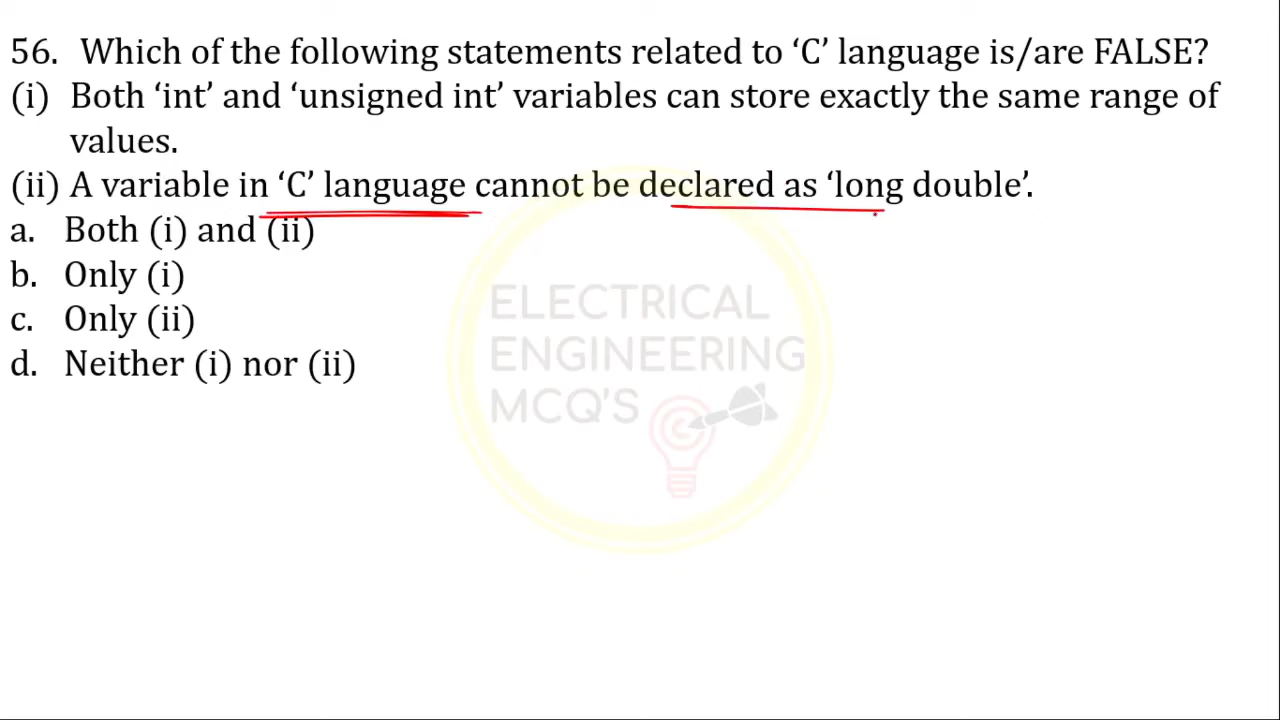 56. Which of the following statements related to ‘C’ language is/are FALSE?
(i) Both ‘int’ and ‘unsigned int’ variables can store exactly the same range of
values.
(ii) A variable in ‘C’ language cannot be declared as ‘long double’.
a. Both (i) and (ii)
b. Only (i)
c. Only (ii)
d. Neither (i) nor (ii)
ELECTRICAL
ENGINEERING
MCQ'S